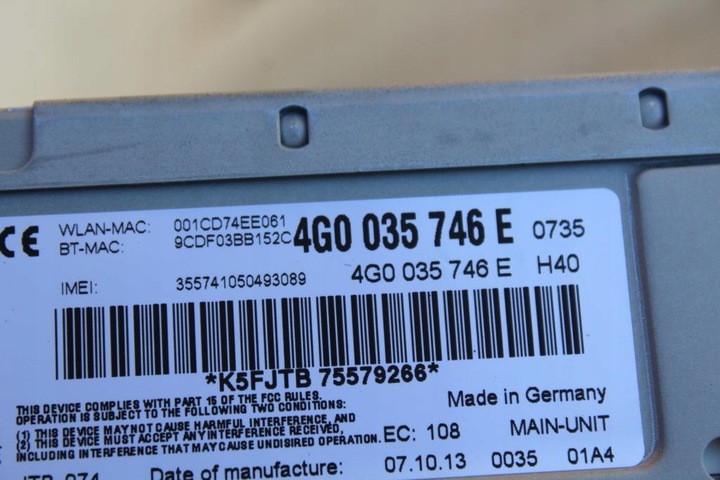 CE WLAN-MAC: 001CD74EE061 4G0 035 746 E 0735
BT-MAC: 9CDF03BB152C
IMEI: 355741050493089 4G0 035 746 E H40
*K5FJTB 75579266*
THIS DEVICE COMPLIES WITH PART 15 OF THE FCC RULES.
OPERATION IS SUBJECT TO THE FOLLOWING TWO CONDITIONS:
(1) THIS DEVICE MAY NOT CAUSE HARMFUL INTERFERENCE, AND
(2) THIS DEVICE MUST ACCEPT ANY INTERFERENCE RECEIVED,
INCLUDING INTERFERENCE THAT MAY CAUSE UNDISIRED OPERATION.
Made in Germany
EC: 108 MAIN-UNIT
Date of manufacture: 07.10.13 0035 01A4